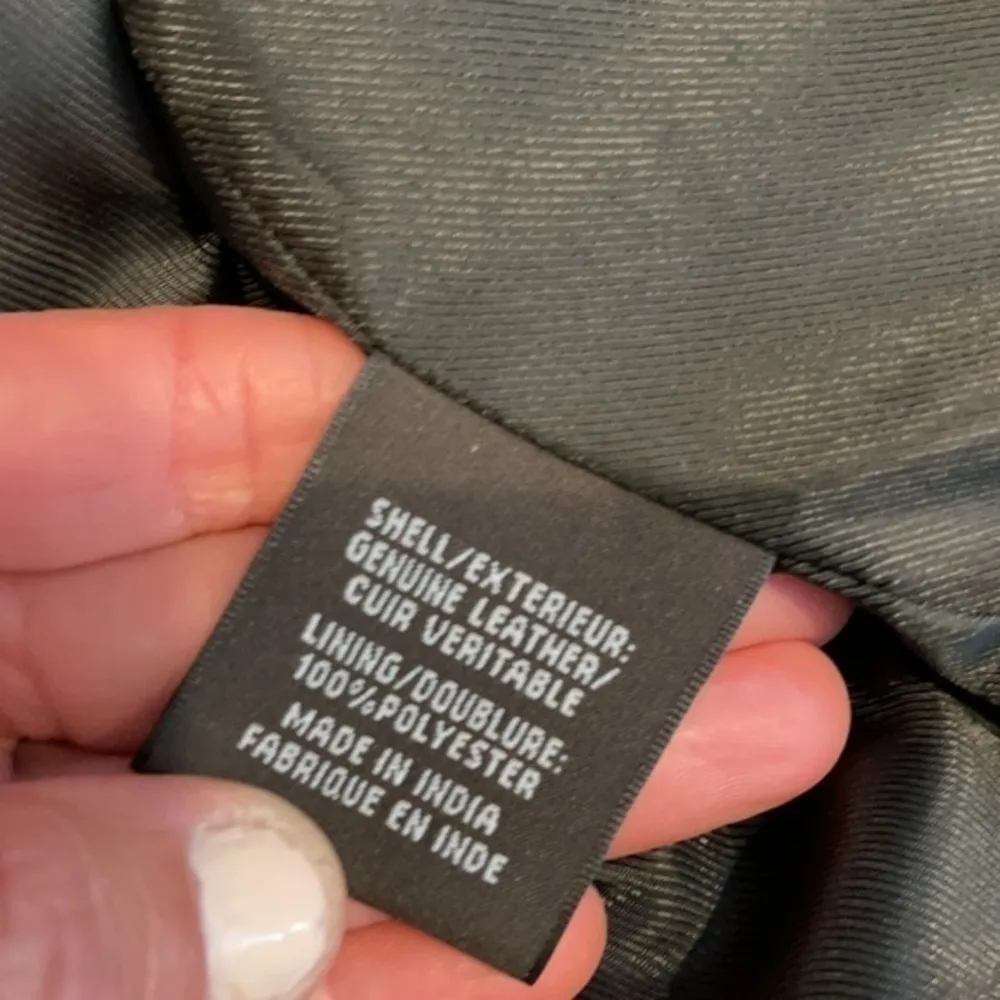 SHELL/EXTERIEUR:
GENUINE LEATHER/
CUIR VERITABLE
LINING/DOUBLURE:
100%POLYESTER
MADE IN INDIA
FABRIQUE EN INDE